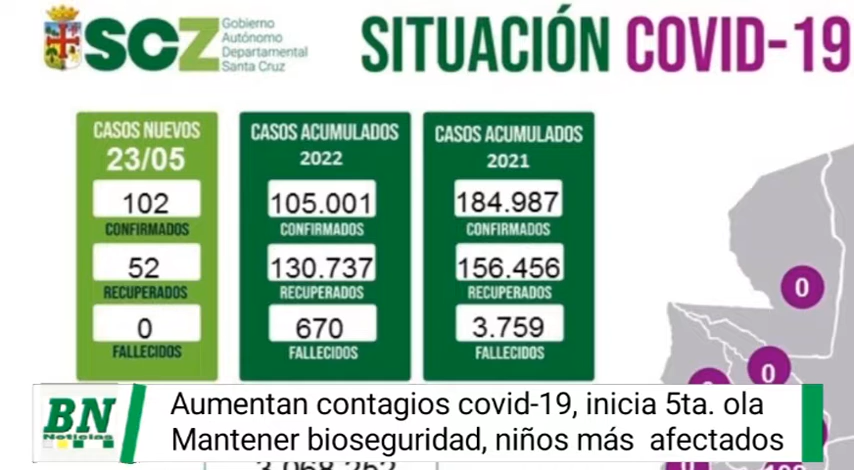 SCZ
Gobierno
Autónomo
Departamental
Santa Cruz
SITUACIÓN COVID-19
CASOS NUEVOS
23/05
102
CONFIRMADOS
52
RECUPERADOS
0
FALLECIDOS
CASOS ACUMULADOS
2022
105.001
CONFIRMADOS
130.737
RECUPERADOS
670
FALLECIDOS
CASOS ACUMULADOS
2021
184.987
CONFIRMADOS
156.456
RECUPERADOS
3.759
FALLECIDOS
0
0
BN
Noticias
Aumentan contagios covid-19, inicia 5ta. ola
Mantener bioseguridad, niños más afectados